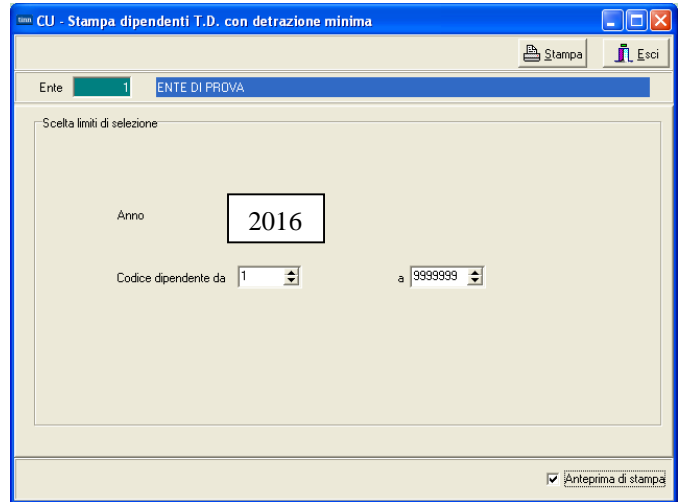 tinn CU - Stampa dipendenti T.D. con detrazione minima
Stampa Esci
Ente 1 ENTE DI PROVA
Scelta limiti di selezione
Anno 2016
Codice dipendente da 1 a 9999999
Anteprima di stampa